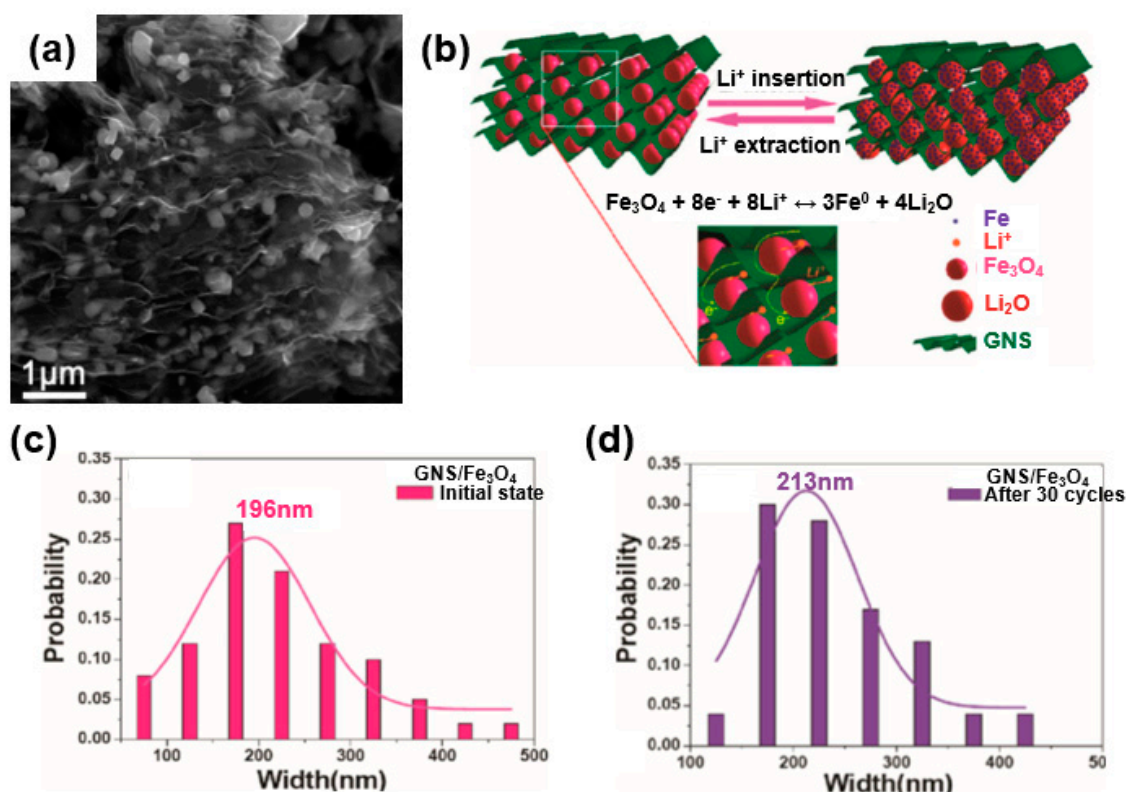 (a)
1μm
(b)
Li⁺ insertion
Li⁺ extraction
Fe₃O₄ + 8e⁻ + 8Li⁺ ↔ 3Fe⁰ + 4Li₂O
Li⁺
e⁻
e⁻
Fe
Li⁺
Fe₃O₄
Li₂O
GNS
(c)
GNS/Fe₃O₄
Initial state
196nm
Probability
0.35
0.30
0.25
0.20
0.15
0.10
0.05
0.00
100 200 300 400 500
Width(nm)
(d)
GNS/Fe₃O₄
After 30 cycles
213nm
Probability
0.35
0.30
0.25
0.20
0.15
0.10
0.05
0.00
100 200 300 400 50
Width(nm)